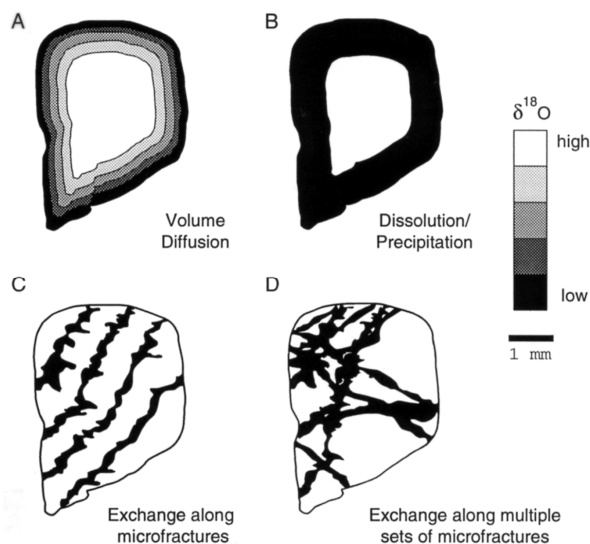 A
B
δ18O
high
low
1 mm
Volume
Diffusion
Dissolution/
Precipitation
C
D
Exchange along
microfractures
Exchange along multiple
sets of microfractures